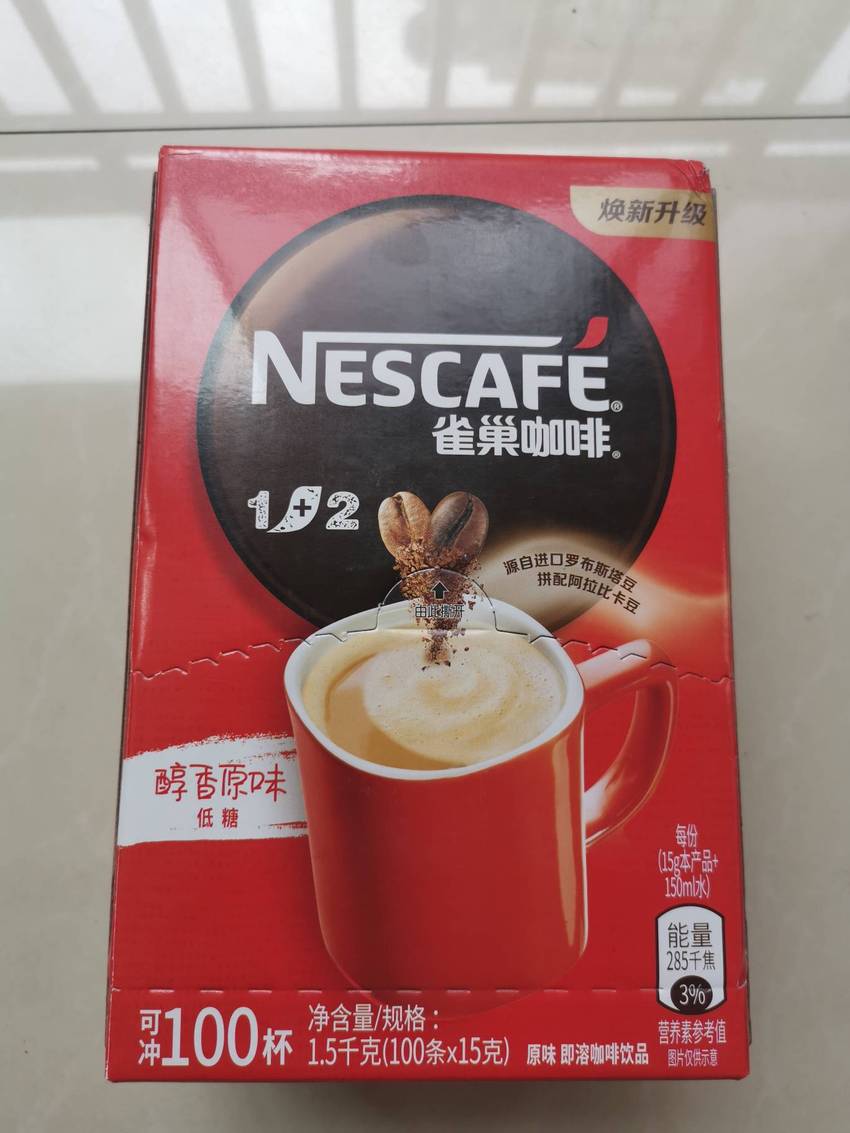 焕新升级
NESCAFÉ®
雀巢咖啡®
1+2
源自进口罗布斯塔豆
拼配阿拉比卡豆
由此撕开
醇香原味
低糖
每份
(15g本产品+
150ml水)
能量
285千焦
3%
营养素参考值
图片仅供示意
可冲100杯
净含量/规格：
1.5千克(100条x15克)
原味 即溶咖啡饮品